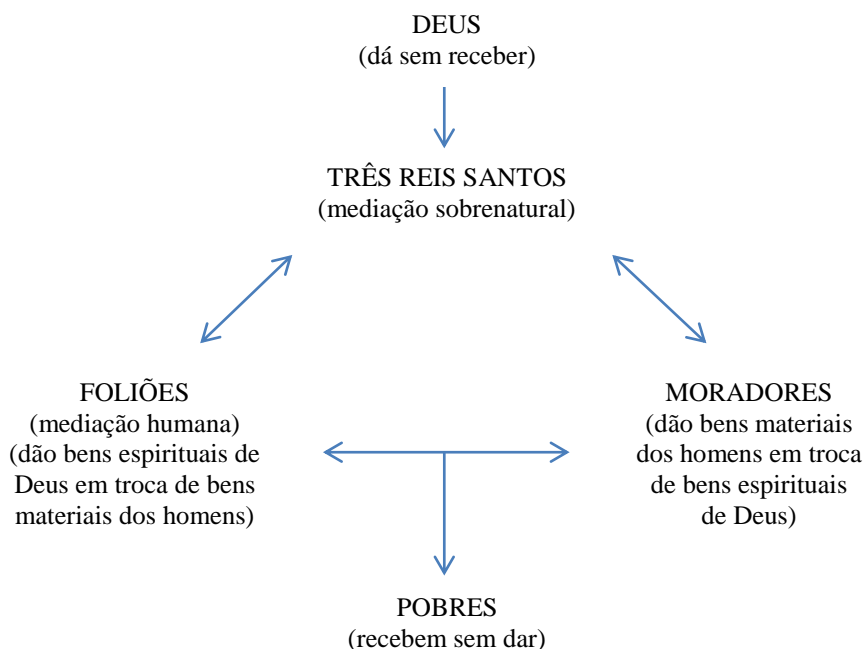 DEUS
(dá sem receber)
TRÊS REIS SANTOS
(mediação sobrenatural)
FOLIÕES
(mediação humana)
(dão bens espirituais de
Deus em troca de bens
materiais dos homens)
MORADORES
(dão bens materiais
dos homens em troca
de bens espirituais
de Deus)
POBRES
(recebem sem dar)